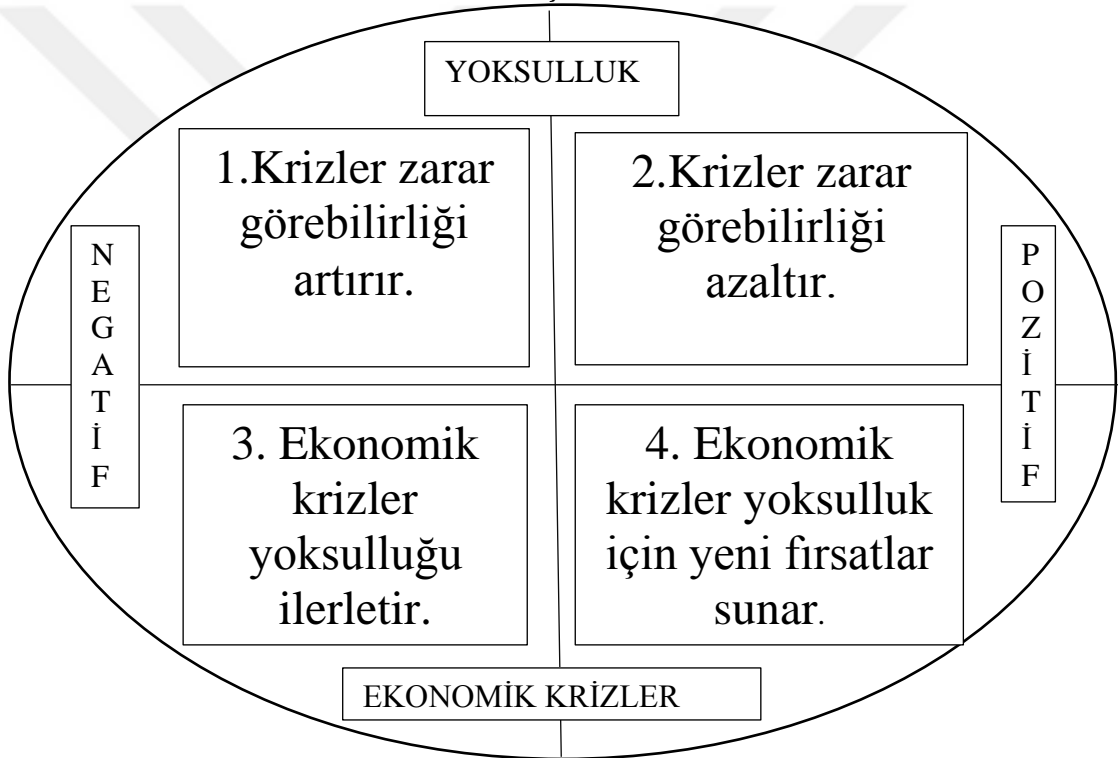 YOKSULLUK
1.Krizler zarar
görebilirliği
artırır.
2.Krizler zarar
görebilirliği
azaltır.
N
E
G
A
T
İ
F
P
O
Z
İ
T
İ
F
3. Ekonomik
krizler
yoksulluğu
ilerletir.
4. Ekonomik
krizler yoksulluk
için yeni fırsatlar
sunar.
EKONOMİK KRİZLER